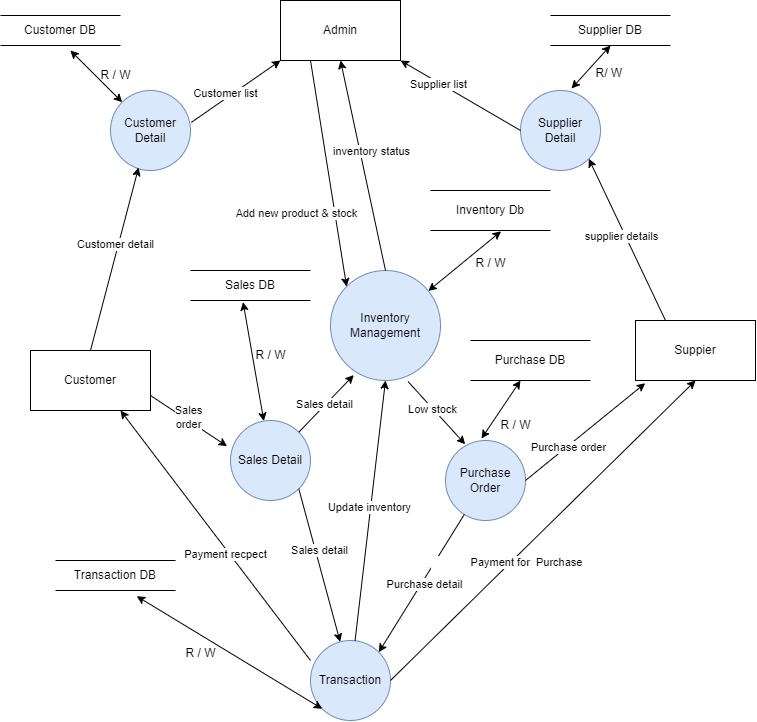 Customer DB
Admin
Supplier DB
R / W
R/ W
Customer list
Supplier list
Customer
Detail
Supplier
Detail
inventory status
Add new product & stock
Inventory Db
Customer detail
supplier details
R / W
Sales DB
Inventory
Management
R / W
Purchase DB
Suppier
Customer
Sales
order
Sales detail
Low stock
R / W
Purchase order
Sales Detail
Purchase
Order
Update inventory
Sales detail
Payment recpect
Payment for  Purchase
Transaction DB
Purchase detail
R / W
Transaction